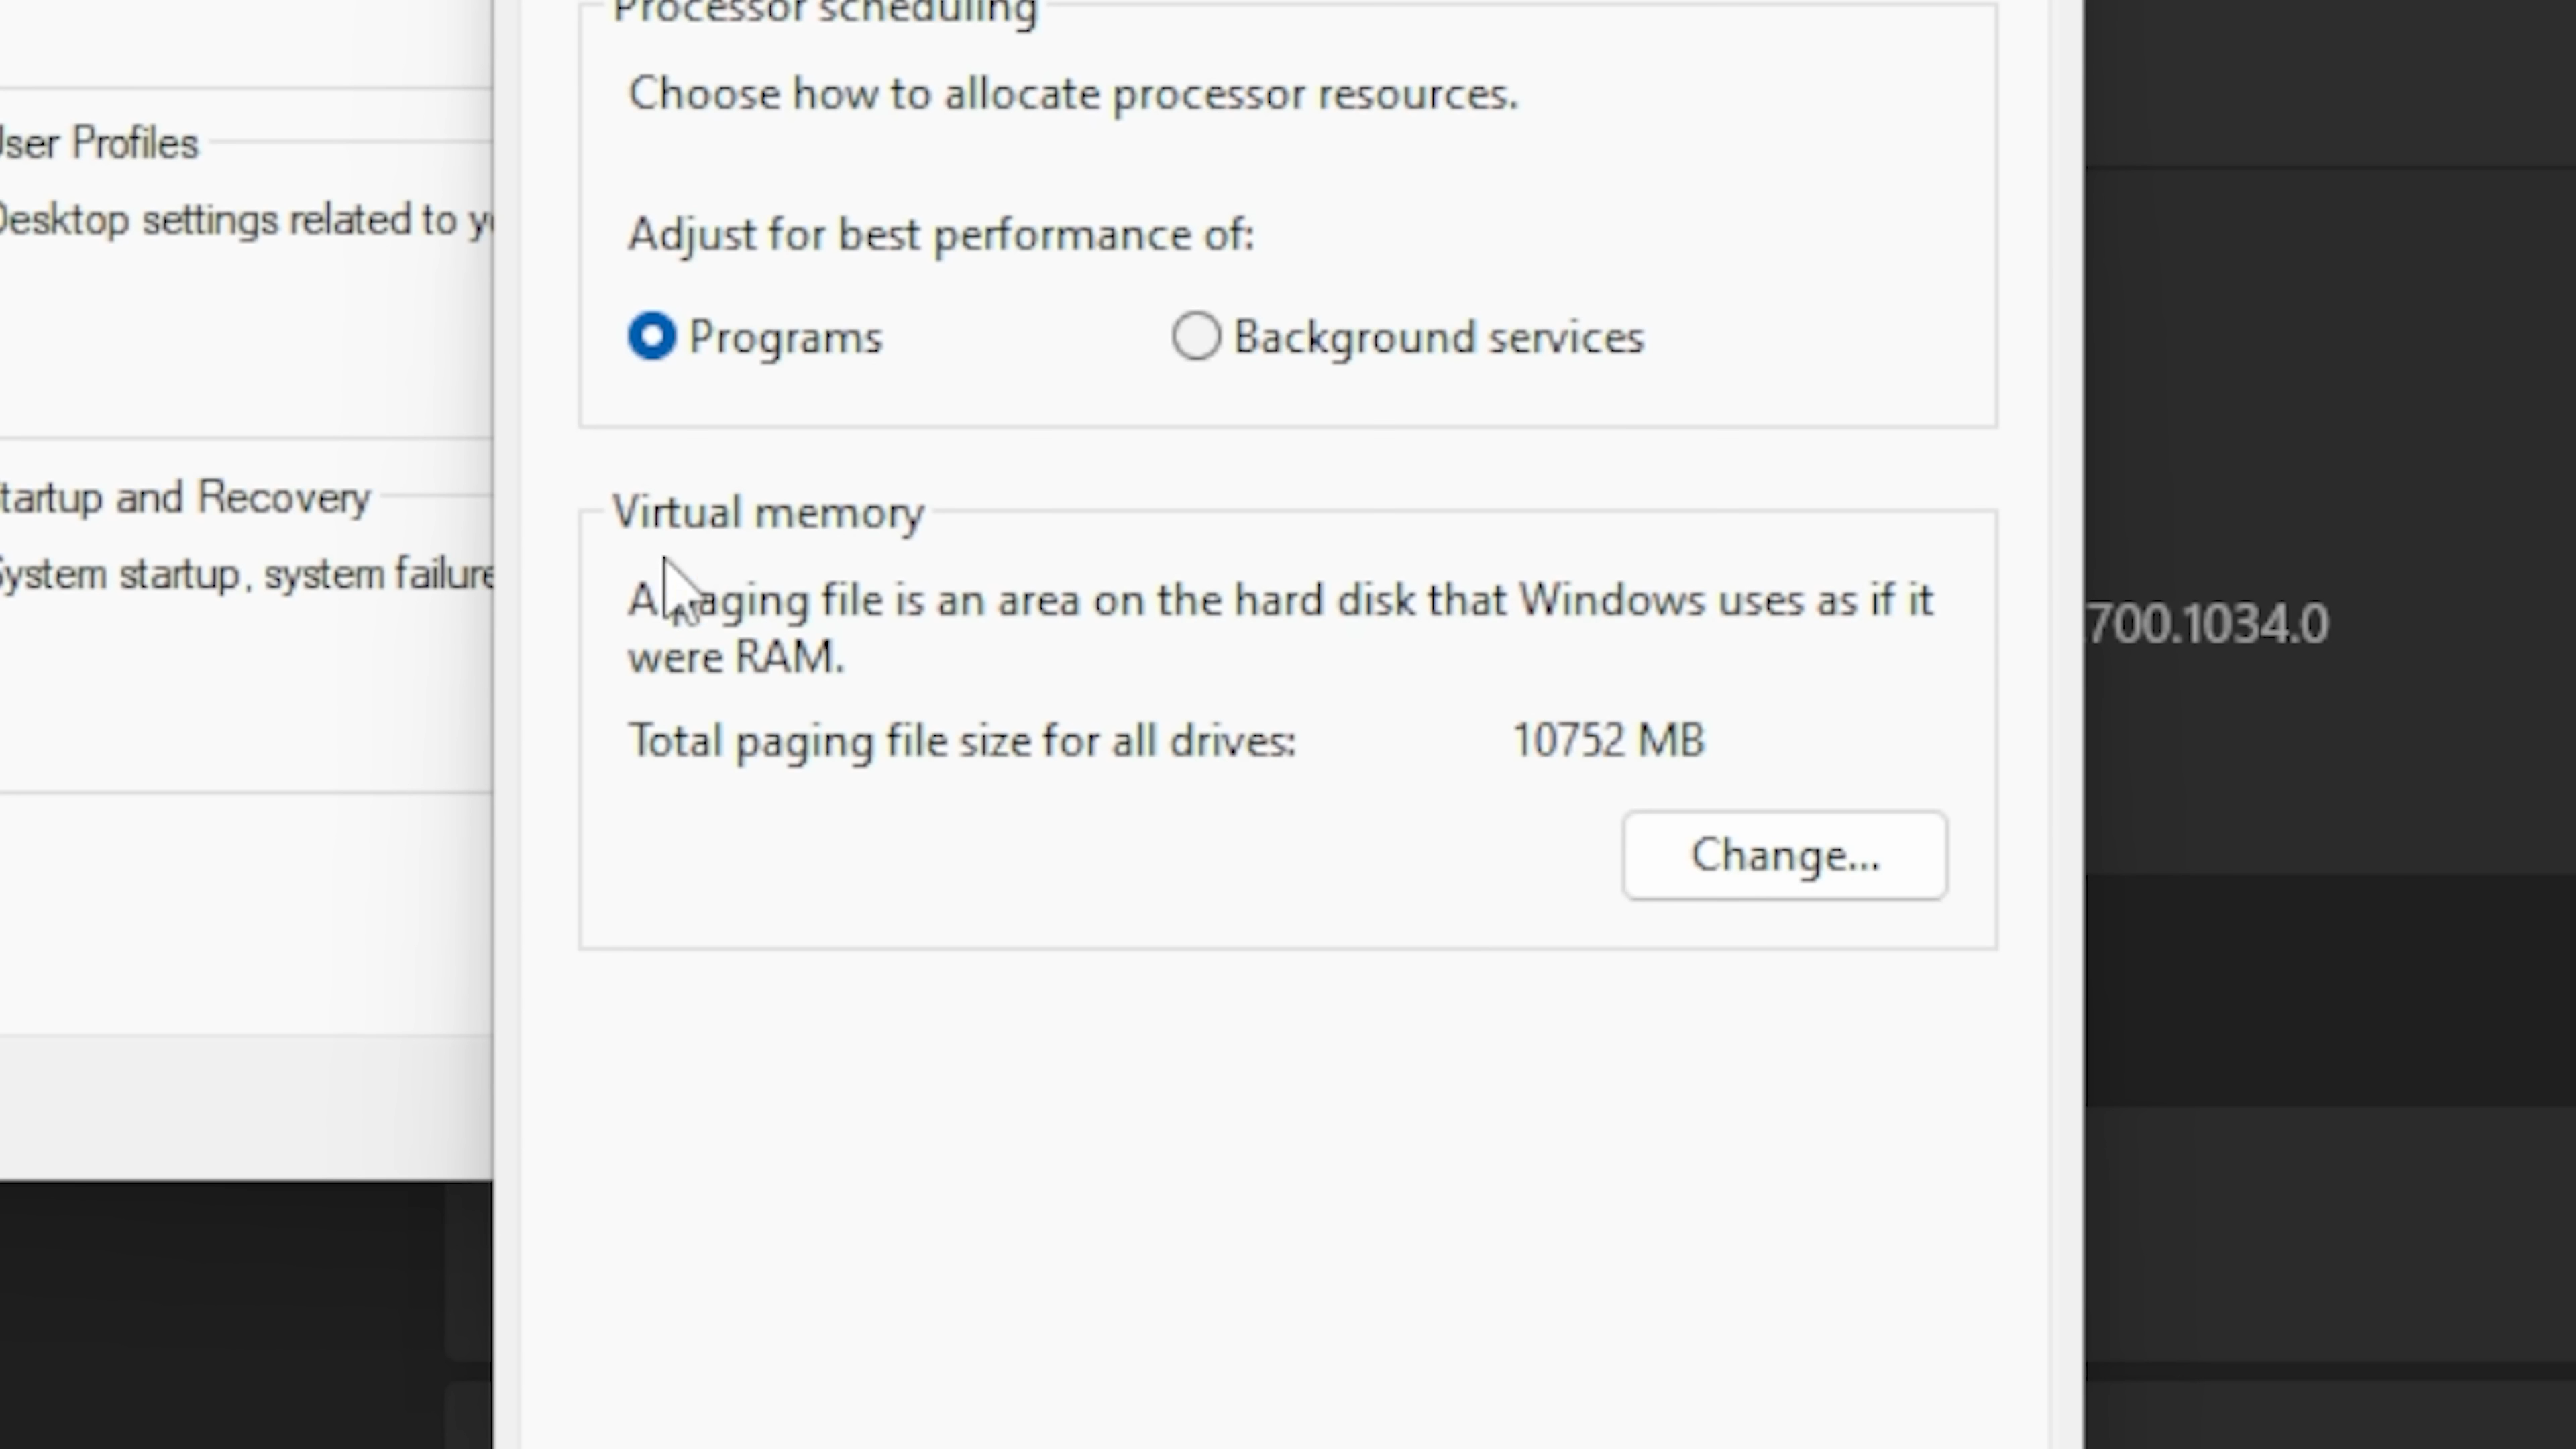 Processor scheduling
Choose how to allocate processor resources.
Adjust for best performance of:
Programs
Background services
Virtual memory
A paging file is an area on the hard disk that Windows uses as if it
were RAM.
Total paging file size for all drives: 10752 MB
Change...
User Profiles
Desktop settings related to
Startup and Recovery
System startup, system failure
700.1034.0